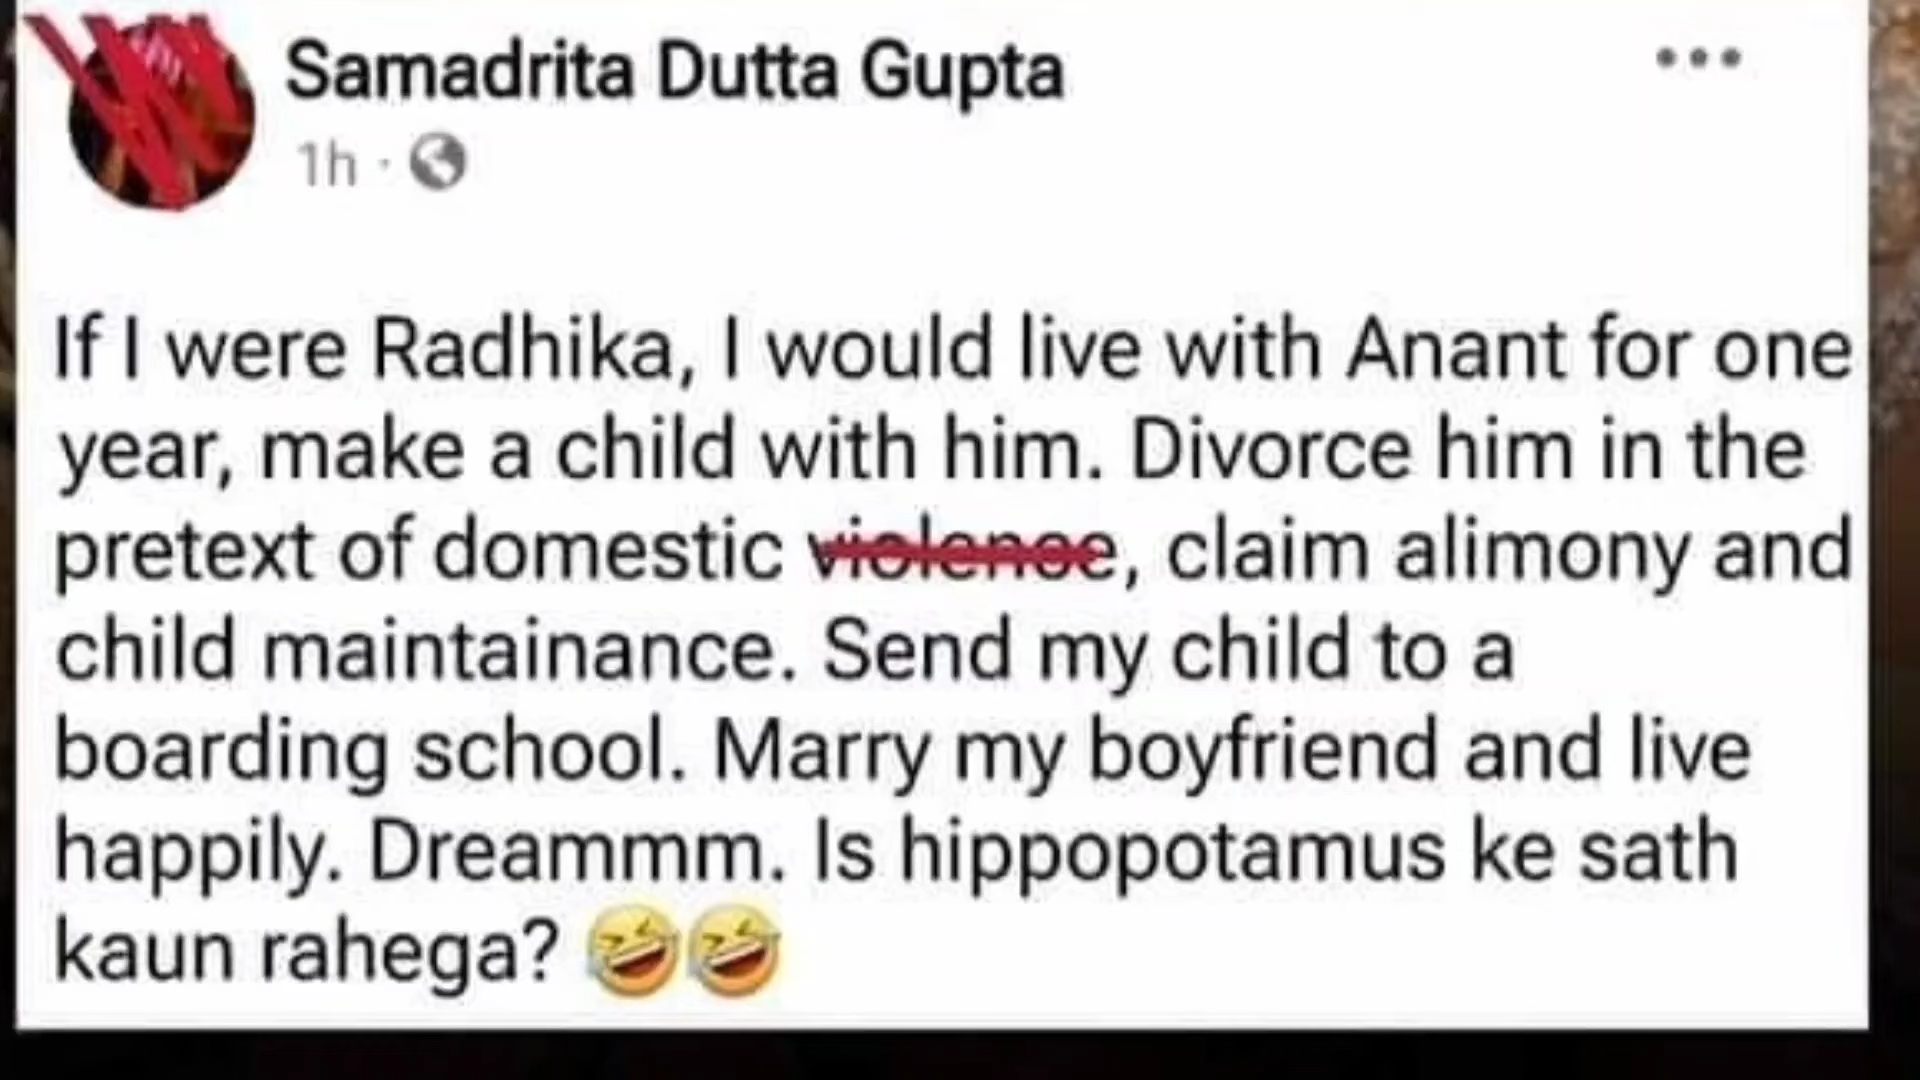 Samadrita Dutta Gupta
1h ·
If I were Radhika, I would live with Anant for one
year, make a child with him. Divorce him in the
pretext of domestic violence, claim alimony and
child maintainance. Send my child to a
boarding school. Marry my boyfriend and live
happily. Dreammm. Is hippopotamus ke sath
kaun rahega? 🤣🤣